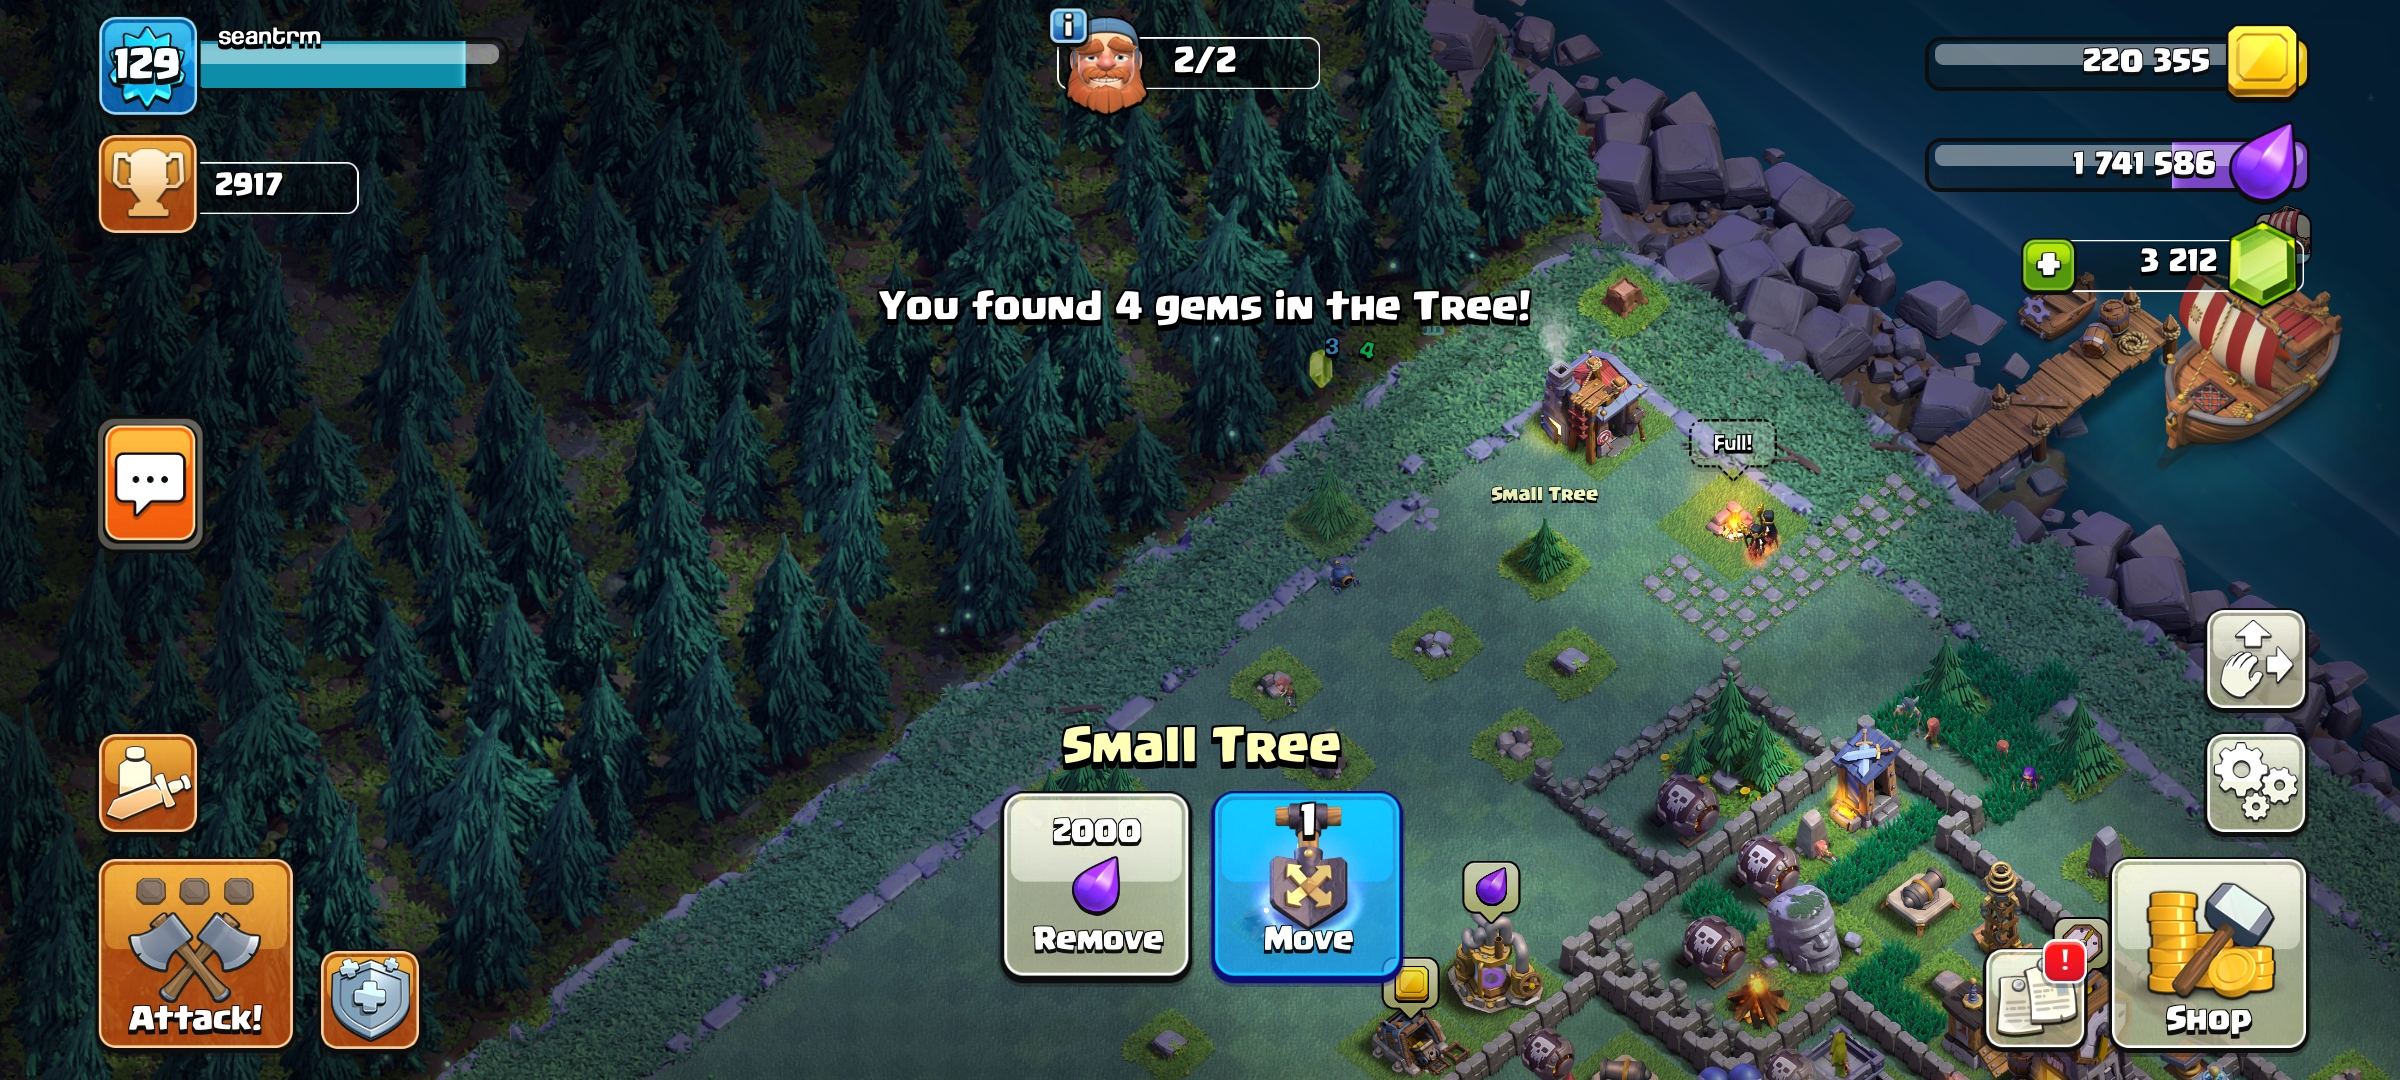 129
seantrm
2/2
220 355
2917
1 741 586
3 212
You found 4 gems in the Tree!
3 4
Full!
Small Tree
Small Tree
2000
Remove
1
Move
Attack!
!
Shop